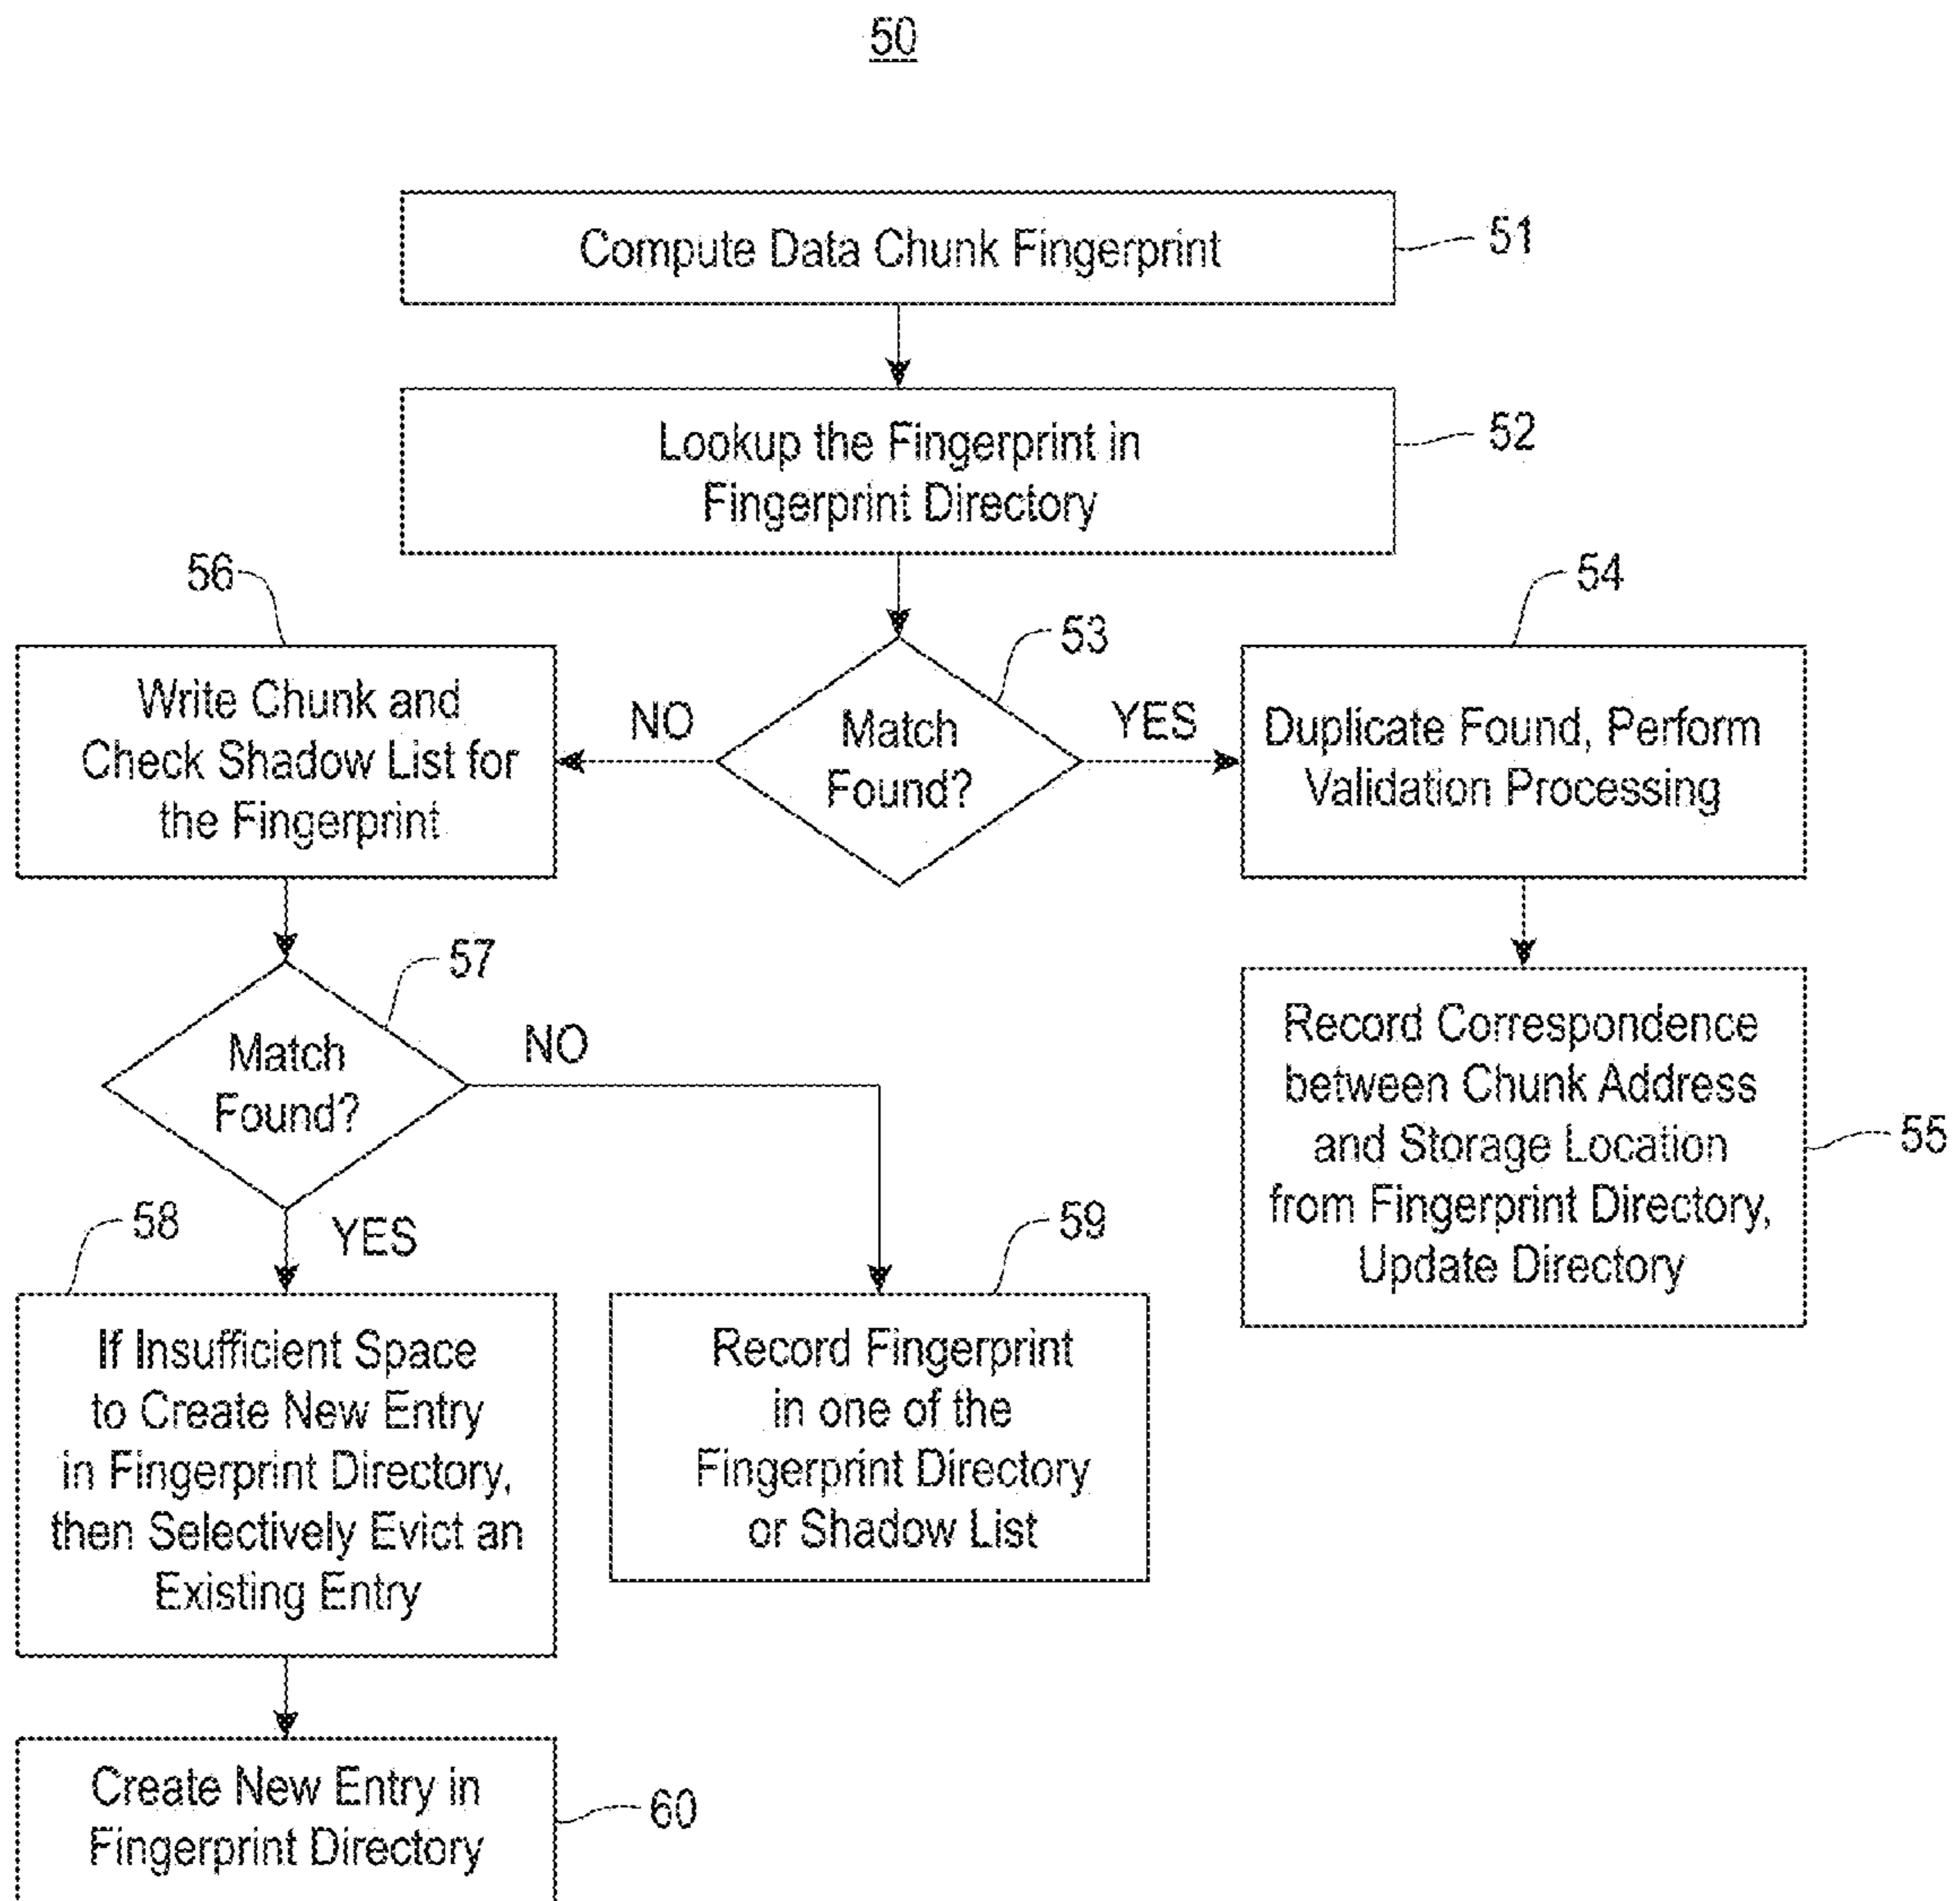 50
Compute Data Chunk Fingerprint
51
Lookup the Fingerprint in
Fingerprint Directory
52
53
Match
Found?
NO
YES
56
Write Chunk and
Check Shadow List for
the Fingerprint
54
Duplicate Found, Perform
Validation Processing
57
Match
Found?
NO
YES
Record Correspondence
between Chunk Address
and Storage Location
from Fingerprint Directory,
Update Directory
55
58
If Insufficient Space
to Create New Entry
in Fingerprint Directory,
then Selectively Evict an
Existing Entry
59
Record Fingerprint
in one of the
Fingerprint Directory
or Shadow List
Create New Entry in
Fingerprint Directory
60